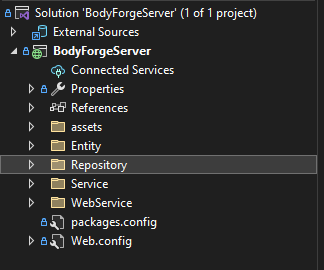 Solution 'BodyForgeServer' (1 of 1 project)
External Sources
BodyForgeServer
Connected Services
Properties
References
assets
Entity
Repository
Service
WebService
packages.config
Web.config